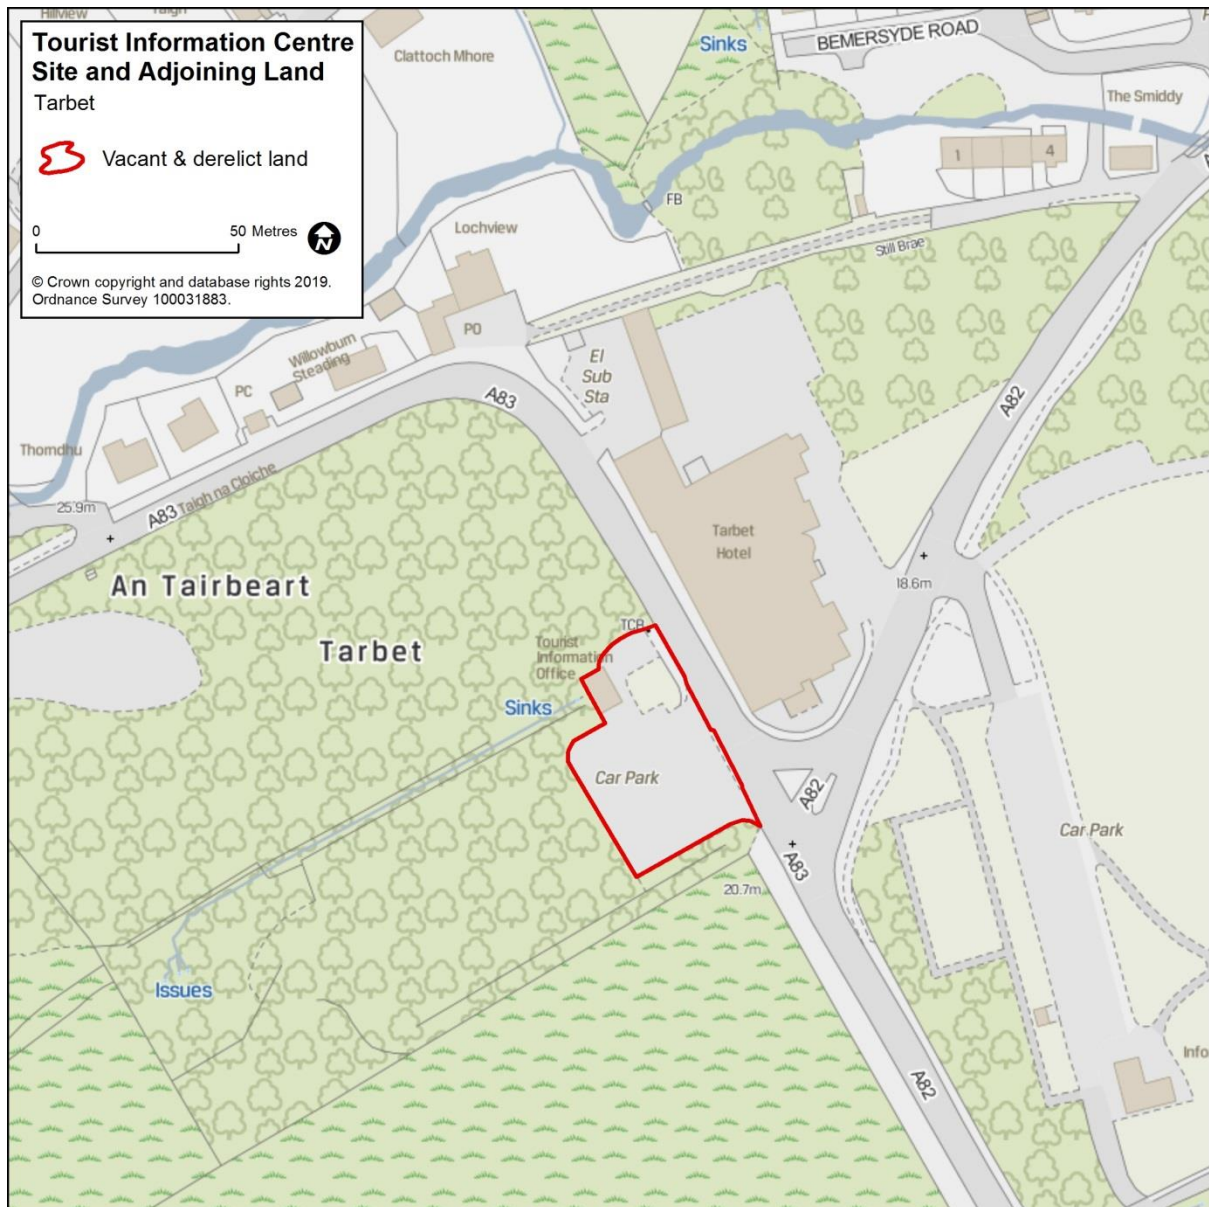 Tourist Information Centre
Site and Adjoining Land
Tarbet
Vacant & derelict land
0 50 Metres
N
© Crown copyright and database rights 2019.
Ordnance Survey 100031883.
Hillview
Clattoch Mhore
Sinks
BEMERSYDE ROAD
The Smiddy
1
4
FB
Lochview
Still Brae
PO
Willowburn
Steading
El
Sub
Sta
PC
A83
A82
Thorndhu
Taigh na Cloiche
25.9m
A83
Tarbet
Hotel
An Tairbeart
18.6m
TCB
Tarbet
Tourist
Information
Office
Sinks
Car Park
A82
Car Park
A83
20.7m
Issues
A82